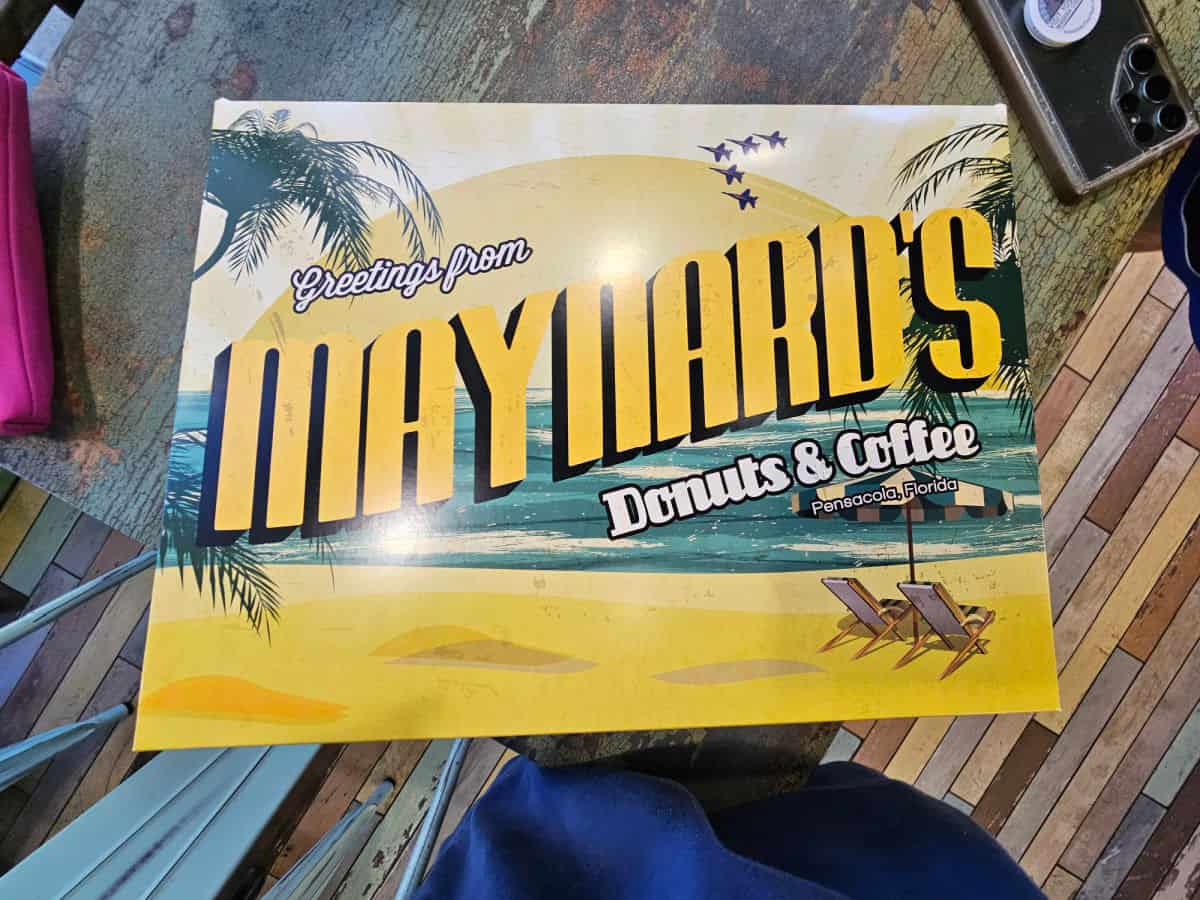 Greetings from
MAYNARD'S
Donuts & Coffee
Pensacola, Florida